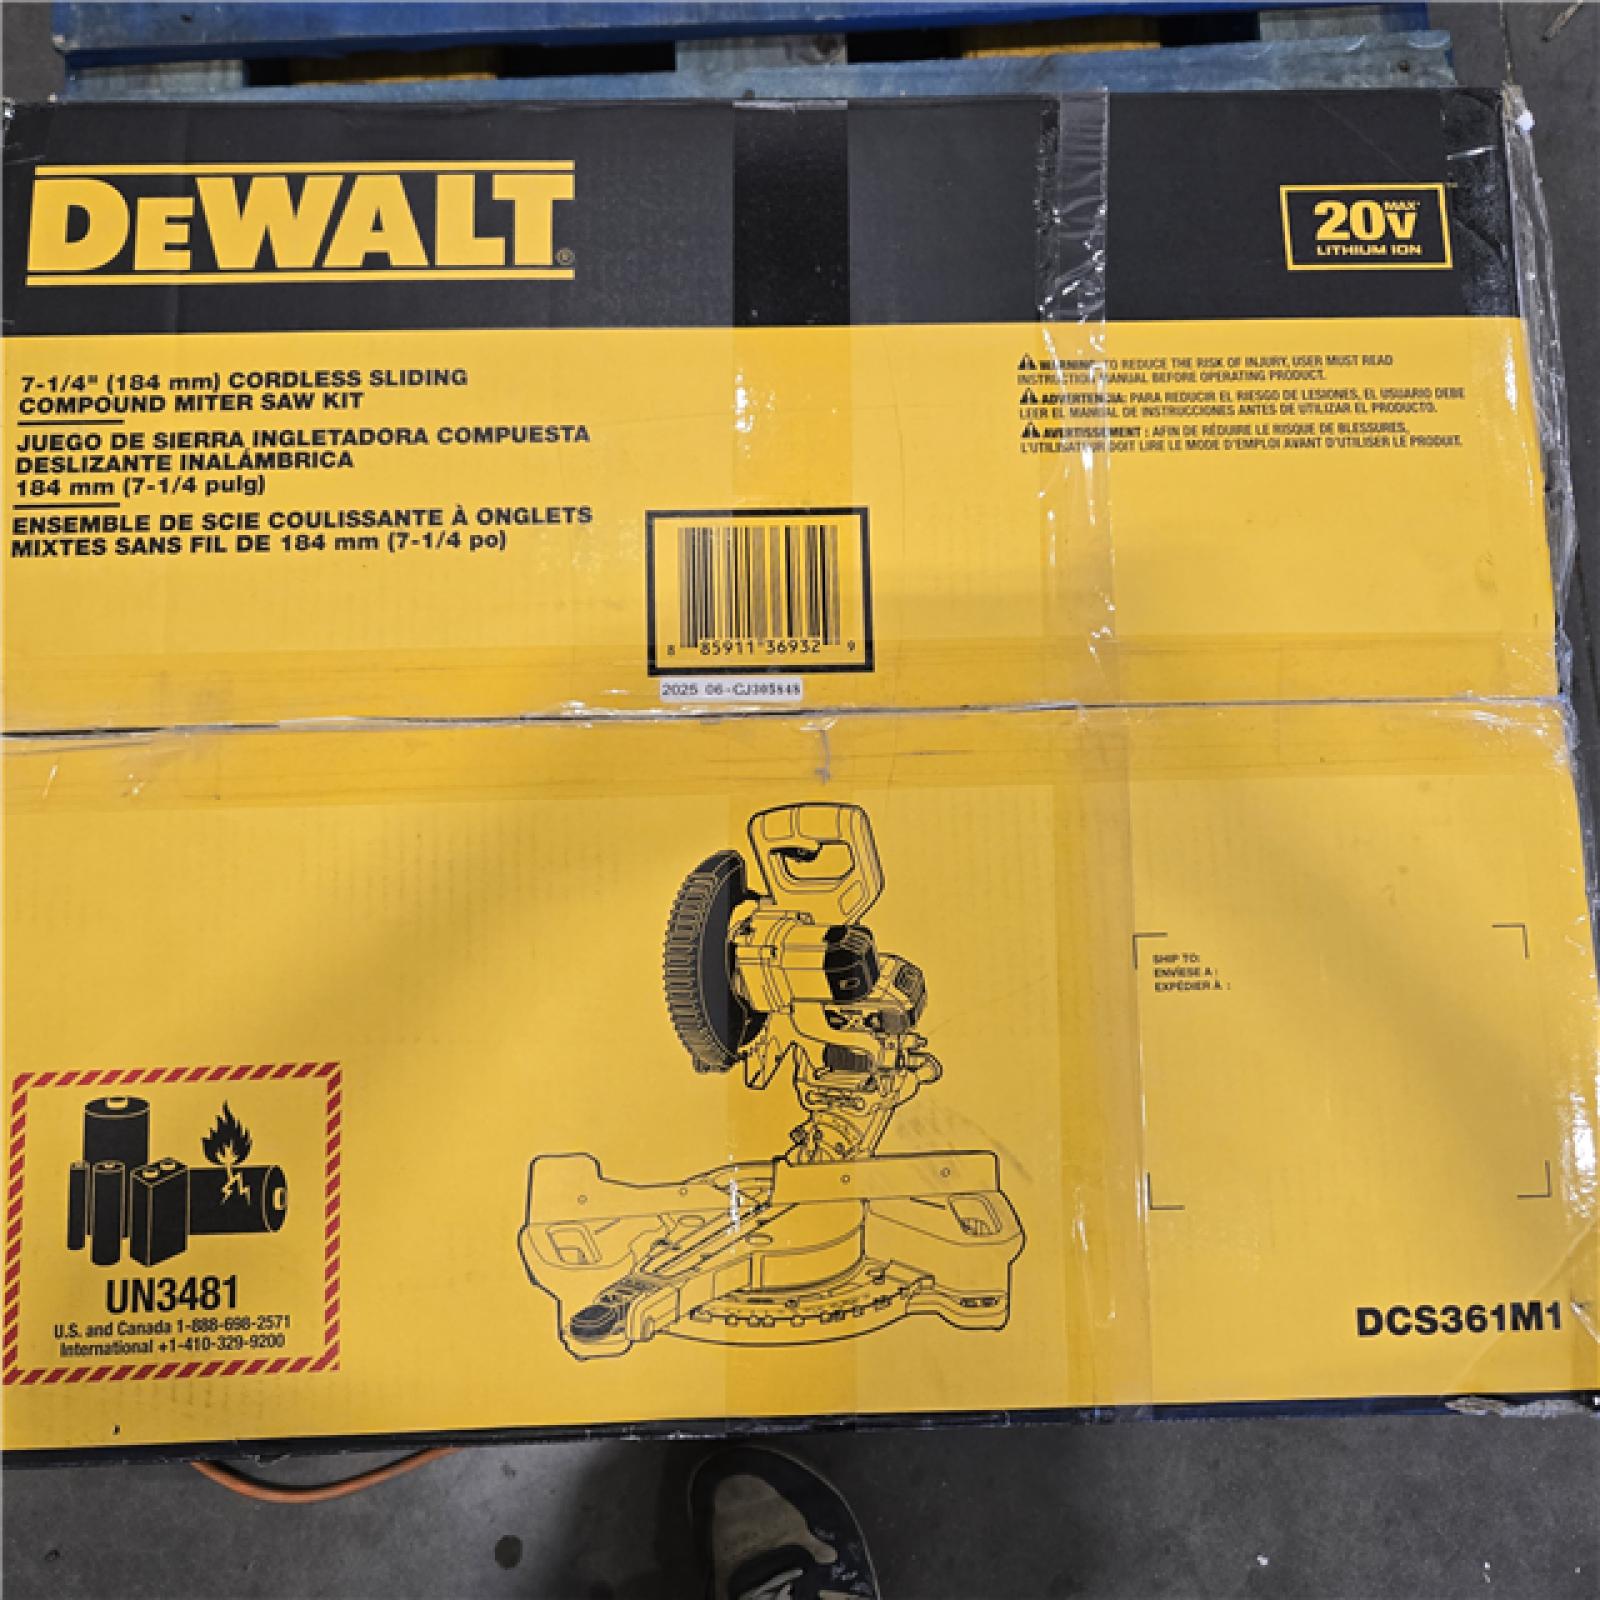 DEWALT®
20V MAX*
LITHIUM ION
7-1/4" (184 mm) CORDLESS SLIDING
COMPOUND MITER SAW KIT
JUEGO DE SIERRA INGLETADORA COMPUESTA
DESLIZANTE INALÁMBRICA
184 mm (7-1/4 pulg)
ENSEMBLE DE SCIE COULISSANTE À ONGLETS
MIXTES SANS FIL DE 184 mm (7-1/4 po)
WARNING: TO REDUCE THE RISK OF INJURY, USER MUST READ
INSTRUCTION MANUAL BEFORE OPERATING PRODUCT.
ADVERTENCIA: PARA REDUCIR EL RIESGO DE LESIONES, EL USUARIO DEBE
LEER EL MANUAL DE INSTRUCCIONES ANTES DE UTILIZAR EL PRODUCTO.
AVERTISSEMENT : AFIN DE RÉDUIRE LE RISQUE DE BLESSURES,
L'UTILISATEUR DOIT LIRE LE MODE D'EMPLOI AVANT D'UTILISER LE PRODUIT.
8 85911 36932 9
2025 06-CJ305848
SHIP TO:
ENVÍESE A :
EXPÉDIER À :
UN3481
U.S. and Canada 1-888-698-2571
International +1-410-329-9200
DCS361M1